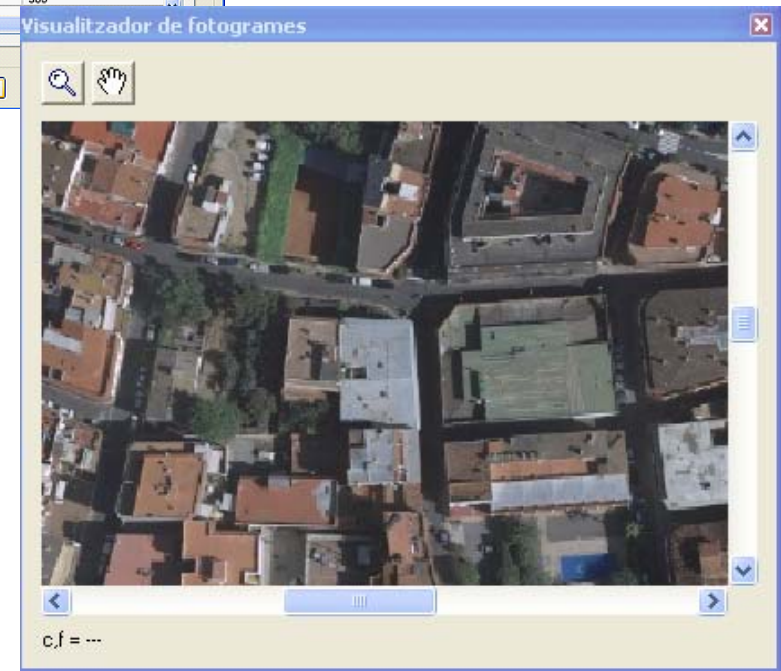 Visualitzador de fotogrames
c,f = ---